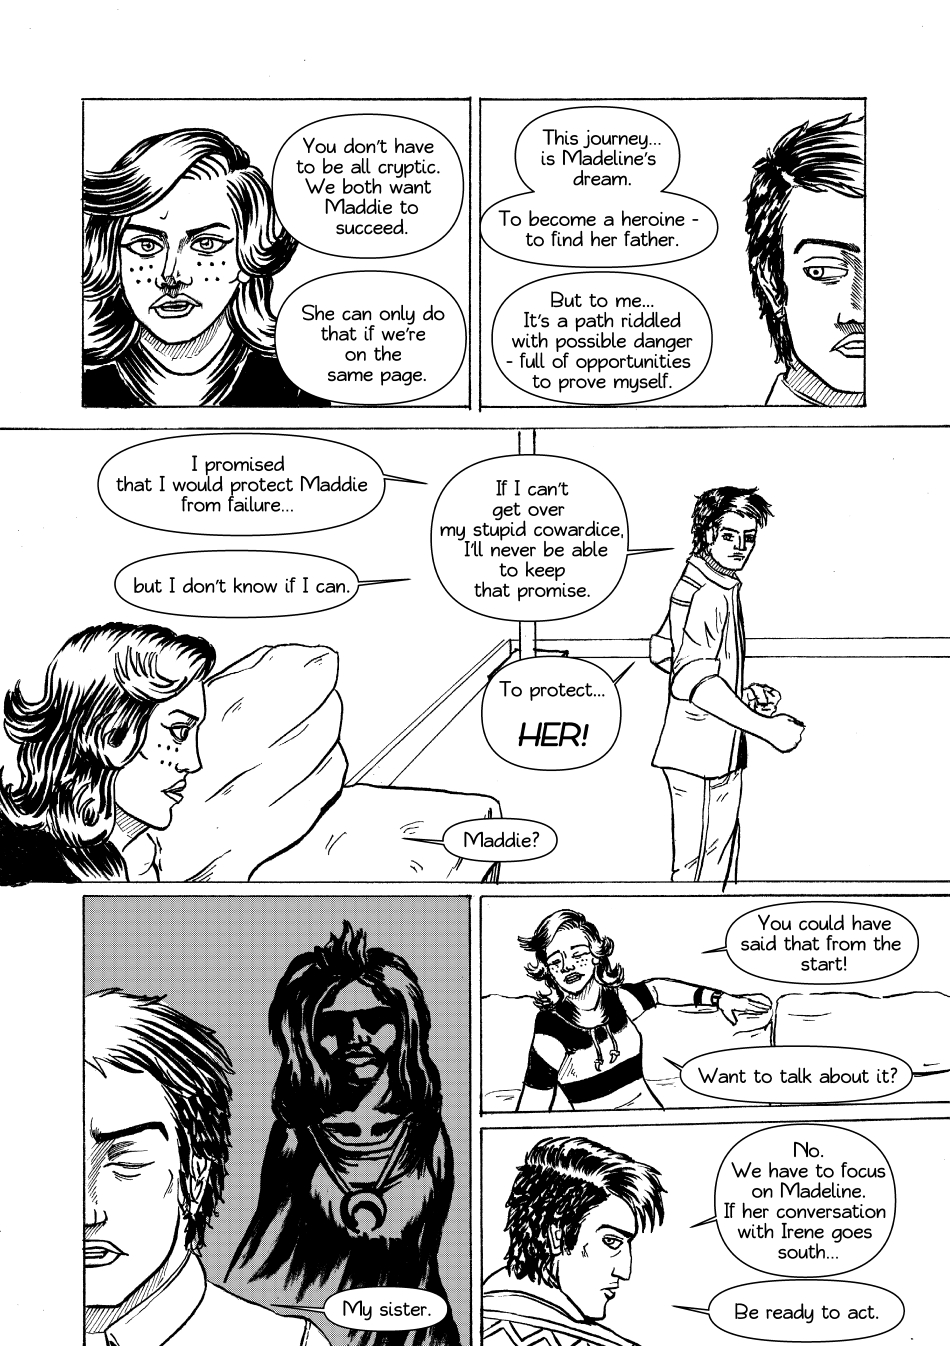 You don't have
to be all cryptic.
We both want
Maddie to
succeed.
She can only do
that if we're
on the
same page.
This journey...
is Madeline's
dream.
To become a heroine -
to find her father.
But to me...
It's a path riddled
with possible danger
- full of opportunities
to prove myself.
I promised
that I would protect Maddie
from failure...
but I don't know if I can.
If I can't
get over
my stupid cowardice,
I'll never be able
to keep
that promise.
To protect...
HER!
Maddie?
My sister.
You could have
said that from the
start!
Want to talk about it?
No.
We have to focus
on Madeline.
If her conversation
with Irene goes
south...
Be ready to act.